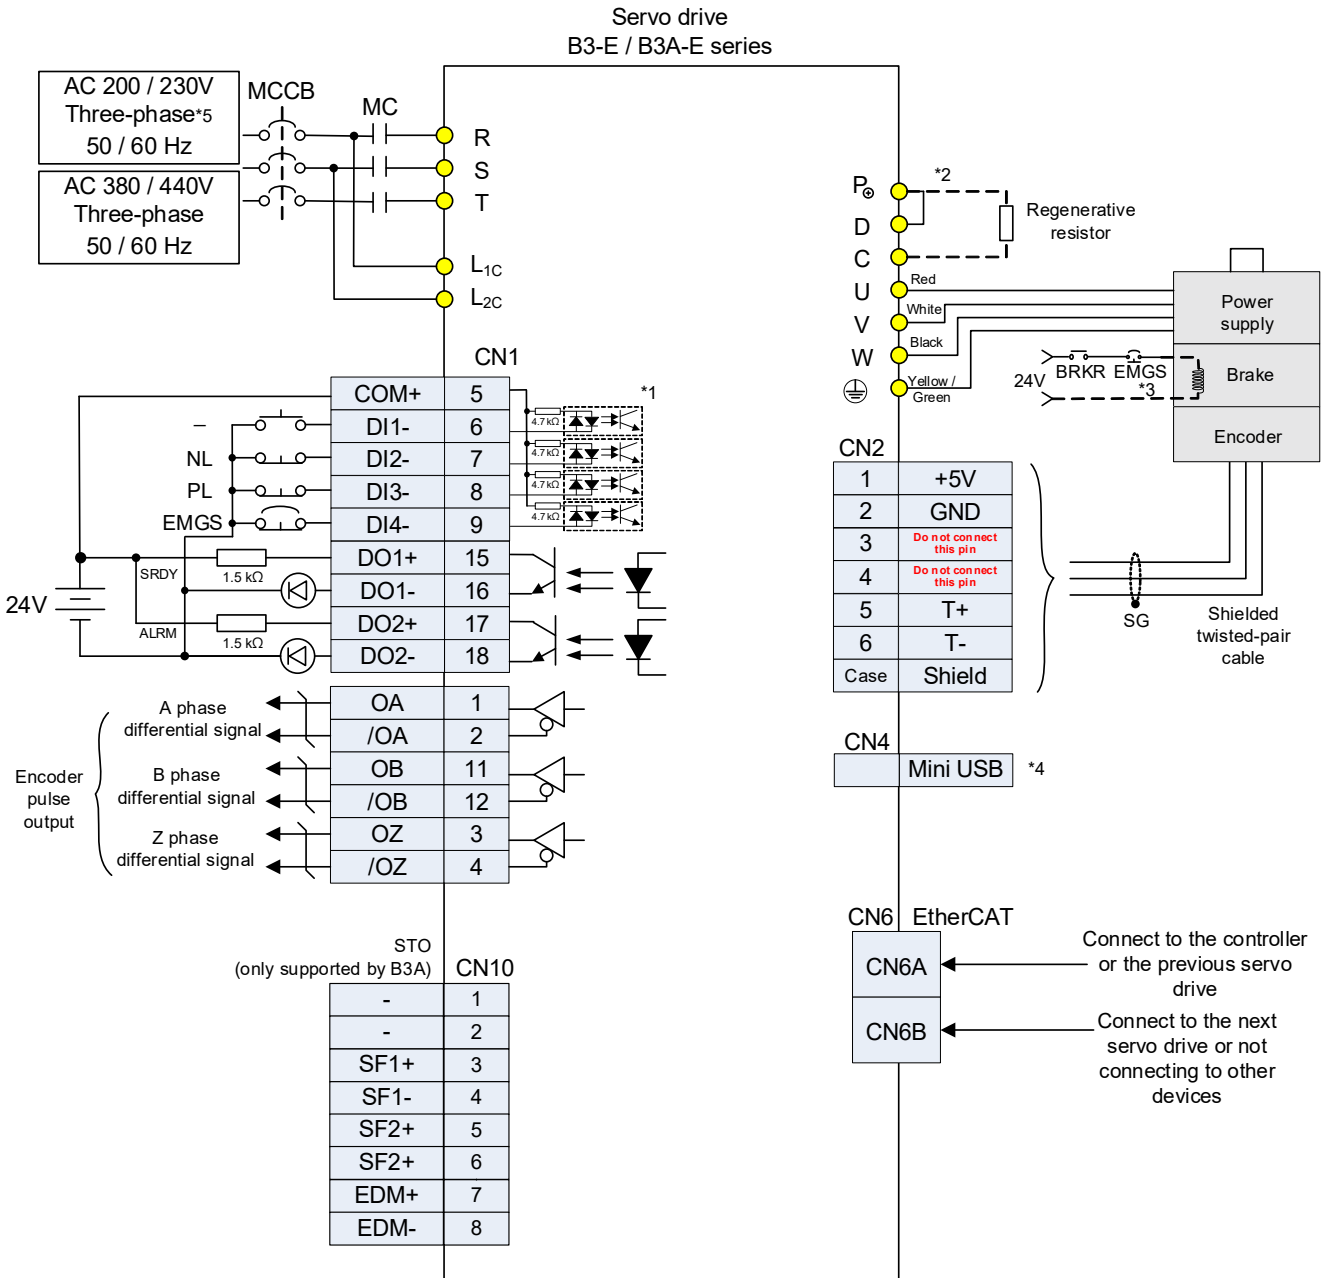 Servo drive
B3-E / B3A-E series
AC 200 / 230V
Three-phase*5
50 / 60 Hz
AC 380 / 440V
Three-phase
50 / 60 Hz
MCCB
MC
R
S
T
L1C
L2C
P⊕
D
C
U
V
W
*2
Regenerative
resistor
Red
White
Black
Yellow /
Green
Power
supply
Brake
Encoder
24V
BRKR
EMGS
*3
CN1
COM+ 5
DI1- 6
DI2- 7
DI3- 8
DI4- 9
DO1+ 15
DO1- 16
DO2+ 17
DO2- 18
–
NL
PL
EMGS
SRDY
1.5 kΩ
ALRM
1.5 kΩ
24V
*1
4.7 kΩ
4.7 kΩ
4.7 kΩ
4.7 kΩ
OA 1
/OA 2
OB 11
/OB 12
OZ 3
/OZ 4
A phase
differential signal
B phase
differential signal
Z phase
differential signal
Encoder
pulse
output
CN2
1 +5V
2 GND
3 Do not connect
this pin
4 Do not connect
this pin
5 T+
6 T-
Case Shield
SG
Shielded
twisted-pair
cable
CN4
Mini USB
*4
STO
(only supported by B3A)
CN10
- 1
- 2
SF1+ 3
SF1- 4
SF2+ 5
SF2+ 6
EDM+ 7
EDM- 8
CN6 EtherCAT
CN6A
CN6B
Connect to the controller
or the previous servo
drive
Connect to the next
servo drive or not
connecting to other
devices